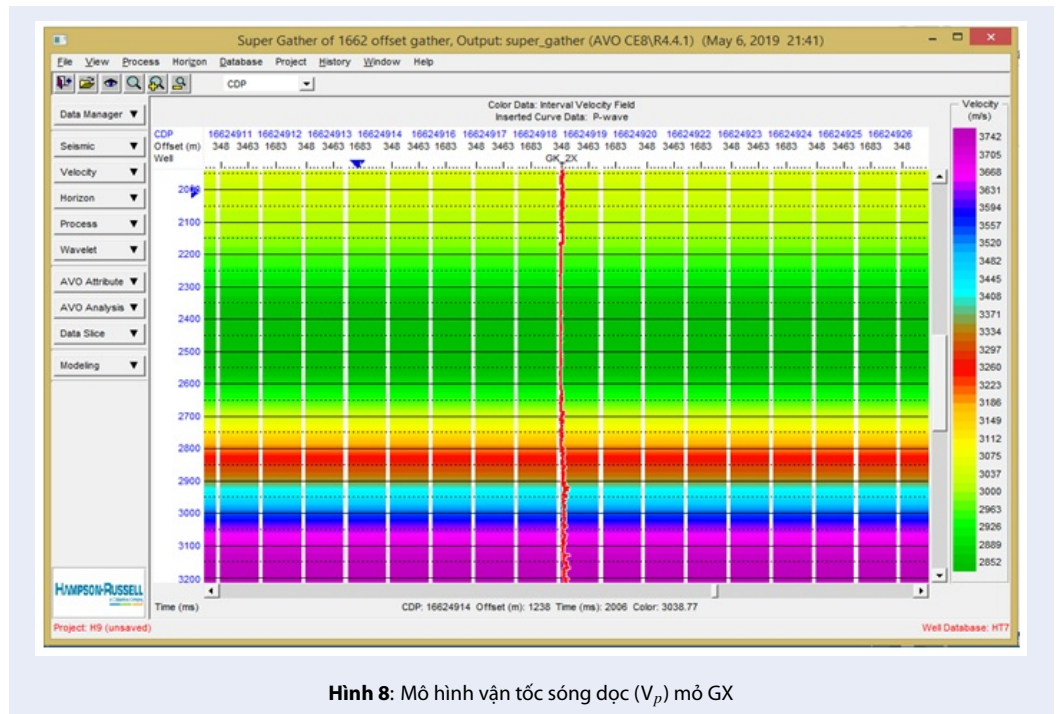 Super Gather of 1662 offset gather, Output: super_gather (AVO CE8\R4.4.1) (May 6, 2019 21:41)
File View Process Horizon Database Project History Window Help
CDP
Color Data: Interval Velocity Field
Inserted Curve Data: P-wave
Velocity
(m/s)
Data Manager
Seismic
Velocity
Horizon
Process
Wavelet
AVO Attribute
AVO Analysis
Data Slice
Modeling
CDP 16624911 16624912 16624913 16624914 16624916 16624917 16624918 16624919 16624920 16624922 16624923 16624924 16624925 16624926
Offset (m) 348 3463 1683 348 3463 1683 348 3463 1683 348 3463 1683 348 3463 1683 348 3463 1683 348 3463 1683 348 3463 1683 348
Well GK_2X
2000
2100
2200
2300
2400
2500
2600
2700
2800
2900
3000
3100
3200
3742
3705
3668
3631
3594
3557
3520
3482
3445
3408
3371
3334
3297
3260
3223
3186
3149
3112
3075
3037
3000
2963
2926
2889
2852
HAMPSON-RUSSELL
Time (ms) CDP: 16624914 Offset (m): 1238 Time (ms): 2006 Color: 3038.77
Project: H9 (unsaved) Well Database: HT7
Hình 8: Mô hình vận tốc sóng dọc (Vp) mỏ GX